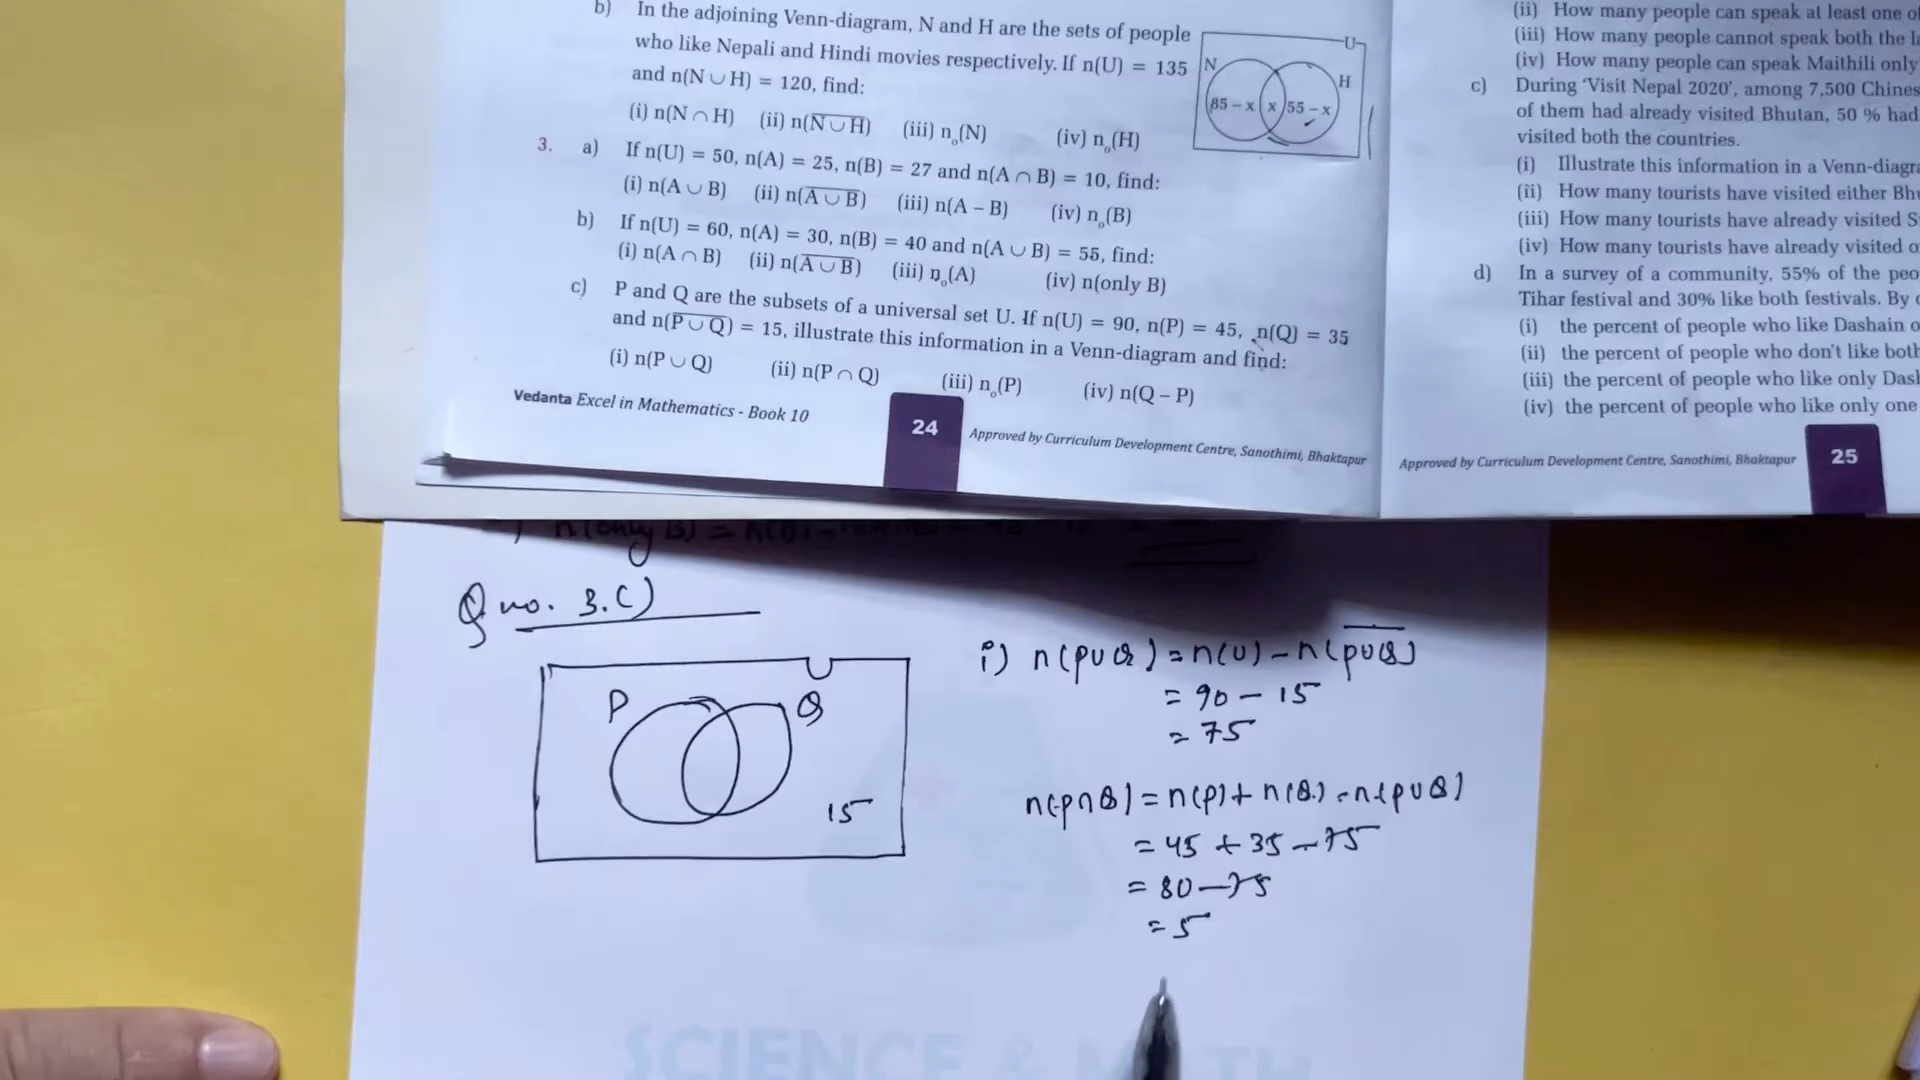 b) In the adjoining Venn-diagram, N and H are the sets of people
who like Nepali and Hindi movies respectively. If n(U) = 135
and n(N ∪ H) = 120, find:
(i) n(N ∩ H) (ii) n(N̅ ̅∪̅ ̅H̅) (iii) nₒ(N) (iv) nₒ(H)
U
N
H
85 – x x 55 – x
3. a) If n(U) = 50, n(A) = 25, n(B) = 27 and n(A ∩ B) = 10, find:
(i) n(A ∪ B) (ii) n(A̅ ̅∪̅ ̅B̅) (iii) n(A – B) (iv) nₒ(B)
b) If n(U) = 60, n(A) = 30, n(B) = 40 and n(A ∪ B) = 55, find:
(i) n(A ∩ B) (ii) n(A̅ ̅∪̅ ̅B̅) (iii) nₒ(A) (iv) n(only B)
c) P and Q are the subsets of a universal set U. If n(U) = 90, n(P) = 45, n(Q) = 35
and n(P̅ ̅∪̅ ̅Q̅) = 15, illustrate this information in a Venn-diagram and find:
(i) n(P ∪ Q) (ii) n(P ∩ Q) (iii) nₒ(P) (iv) n(Q – P)
Vedanta Excel in Mathematics - Book 10
24
Approved by Curriculum Development Centre, Sanothimi, Bhaktapur
(ii) How many people can speak at least one
(iii) How many people cannot speak both the
(iv) How many people can speak Maithili only
c) During 'Visit Nepal 2020', among 7,500
of them had already visited Bhutan, 50 % had
visited both the countries.
(i) Illustrate this information in a
(ii) How many tourists have visited either
(iii) How many tourists have already visited
(iv) How many tourists have already visited
d) In a survey of a community, 55% of the
Tihar festival and 30% like both festivals. By
(i) the percent of people who like Dashain
(ii) the percent of people who don't like both
(iii) the percent of people who like only
(iv) the percent of people who like only one
Approved by Curriculum Development Centre, Sanothimi, Bhaktapur
25
n(only B) =
Q no. 3.c)
U
P
Q
15
i) n(P∪Q) = n(U) – n(P̅∪̅Q̅)
= 90 – 15
= 75
n(P∩Q) = n(P) + n(Q) – n(P∪Q)
= 45 + 35 – 75
= 80 – 75
= 5
SCIENCE & MATH